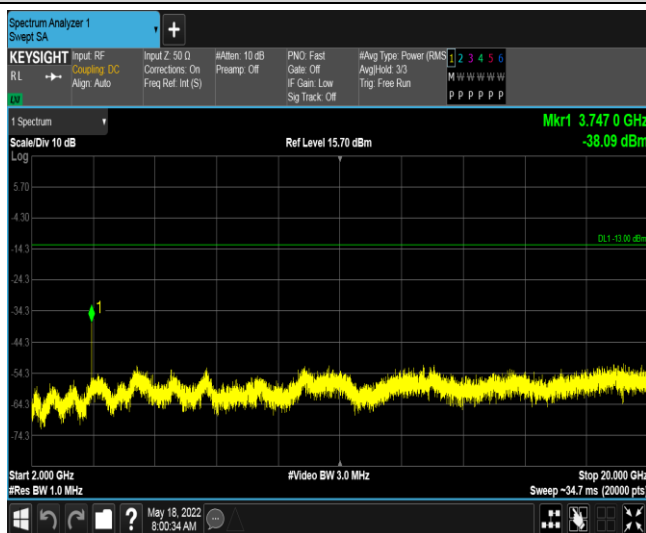 Spectrum Analyzer 1
Swept SA
+
KEYSIGHT
RL
LNI
Input: RF
Coupling: DC
Align: Auto
Input Z: 50 Ω
Corrections: On
Freq Ref: Int (S)
#Atten: 10 dB
Preamp: Off
PNO: Fast
Gate: Off
IF Gain: Low
Sig Track: Off
#Avg Type: Power (RMS
Avg|Hold: 3/3
Trig: Free Run
1 2 3 4 5 6
M W W W W W
P P P P P P
1 Spectrum
Mkr1 3.747 0 GHz
-38.09 dBm
Scale/Div 10 dB
Ref Level 15.70 dBm
Log
5.70
-4.30
DL1 -13.00 dBm
-14.3
-24.3
-34.3
1
-44.3
-54.3
-64.3
-74.3
Start 2.000 GHz
#Video BW 3.0 MHz
Stop 20.000 GHz
#Res BW 1.0 MHz
Sweep ~34.7 ms (20000 pts)
?
May 18, 2022
8:00:34 AM